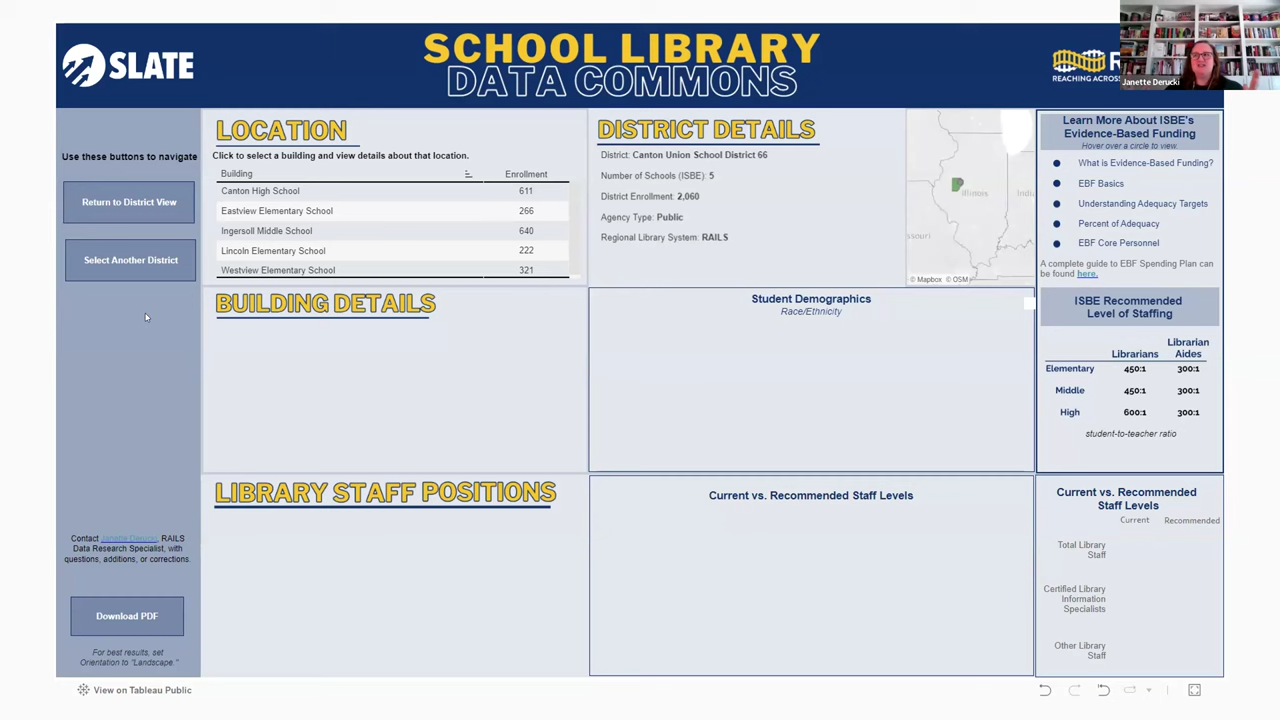 SLATE
SCHOOL LIBRARY
DATA COMMONS
REACHING ACROSS
Janette Derucki
Use these buttons to navigate
Return to District View
Select Another District
Contact Janette Derucki, RAILS
Data Research Specialist, with
questions, additions, or corrections.
Download PDF
For best results, set
Orientation to "Landscape."
LOCATION
Click to select a building and view details about that location.
Building Enrollment
Canton High School 611
Eastview Elementary School 266
Ingersoll Middle School 640
Lincoln Elementary School 222
Westview Elementary School 321
DISTRICT DETAILS
District: Canton Union School District 66
Number of Schools (ISBE): 5
District Enrollment: 2,060
Agency Type: Public
Regional Library System: RAILS
Illinois
India
ssouri
© Mapbox © OSM
Learn More About ISBE's
Evidence-Based Funding
Hover over a circle to view.
What is Evidence-Based Funding?
EBF Basics
Understanding Adequacy Targets
Percent of Adequacy
EBF Core Personnel
A complete guide to EBF Spending Plan can
be found here.
BUILDING DETAILS
Student Demographics
Race/Ethnicity
ISBE Recommended
Level of Staffing
Librarians Librarian Aides
Elementary 450:1 300:1
Middle 450:1 300:1
High 600:1 300:1
student-to-teacher ratio
LIBRARY STAFF POSITIONS
Current vs. Recommended Staff Levels
Current vs. Recommended
Staff Levels
Current Recommended
Total Library
Staff
Certified Library
Information
Specialists
Other Library
Staff
View on Tableau Public